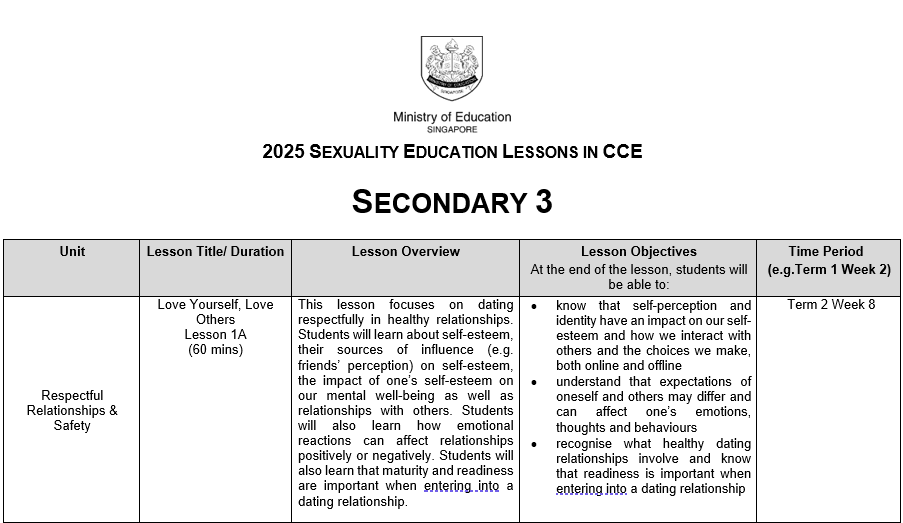 Ministry of Education
SINGAPORE
2025 SEXUALITY EDUCATION LESSONS IN CCE
SECONDARY 3
Unit
Lesson Title/ Duration
Lesson Overview
Lesson Objectives
At the end of the lesson, students will
be able to:
Time Period
(e.g.Term 1 Week 2)
Respectful
Relationships &
Safety
Love Yourself, Love
Others
Lesson 1A
(60 mins)
This lesson focuses on dating
respectfully in healthy relationships.
Students will learn about self-esteem,
their sources of influence (e.g.
friends' perception) on self-esteem,
the impact of one's self-esteem on
our mental well-being as well as
relationships with others. Students
will also learn how emotional
reactions can affect relationships
positively or negatively. Students will
also learn that maturity and readiness
are important when entering into a
dating relationship.
• know that self-perception and
identity have an impact on our self-
esteem and how we interact with
others and the choices we make,
both online and offline
• understand that expectations of
oneself and others may differ and
can affect one's emotions,
thoughts and behaviours
• recognise what healthy dating
relationships involve and know
that readiness is important when
entering into a dating relationship
Term 2 Week 8